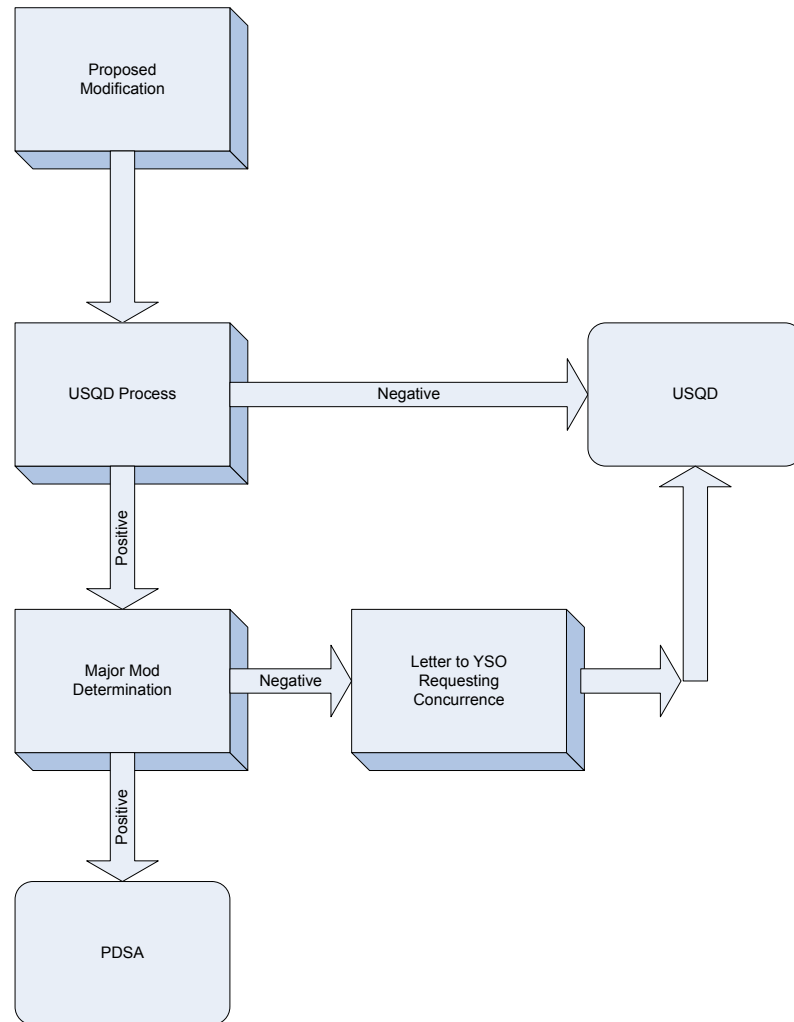 Proposed
Modification
USQD Process
Negative
USQD
Positive
Major Mod
Determination
Negative
Letter to YSO
Requesting
Concurrence
Positive
PDSA